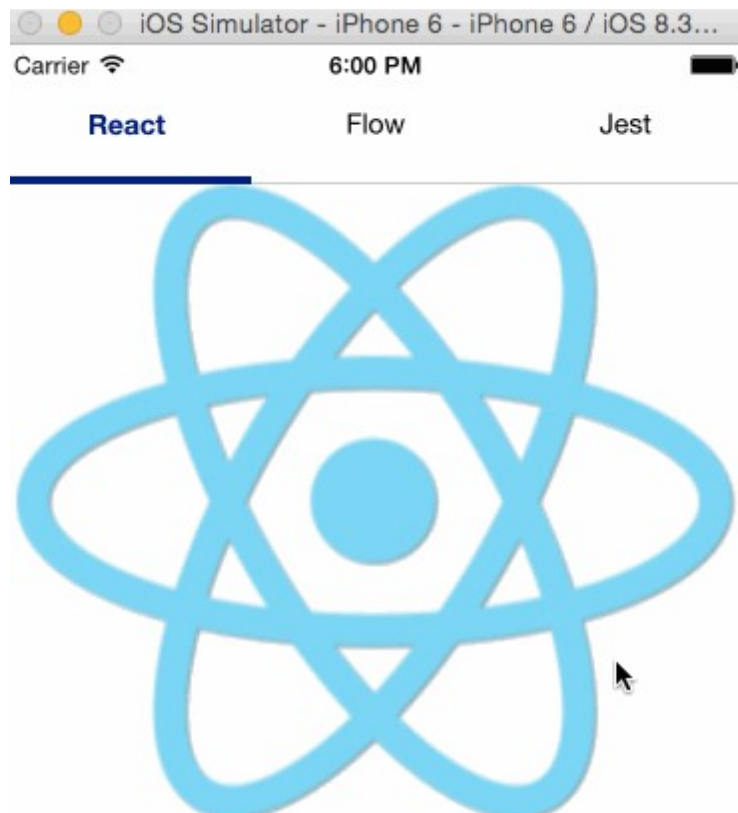 iOS Simulator - iPhone 6 - iPhone 6 / iOS 8.3...
Carrier 6:00 PM
React Flow Jest